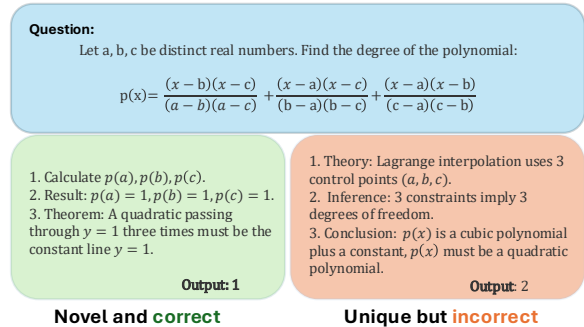 Question:
Let a, b, c be distinct real numbers. Find the degree of the polynomial:
p(x)= \frac{(x − b)(x − c)}{(a − b)(a − c)} + \frac{(x − a)(x − c)}{(b − a)(b − c)} + \frac{(x − a)(x − b)}{(c − a)(c − b)}
1. Calculate p(a), p(b), p(c).
2. Result: p(a) = 1, p(b) = 1, p(c) = 1.
3. Theorem: A quadratic passing
through y = 1 three times must be the
constant line y = 1.
Output: 1
1. Theory: Lagrange interpolation uses 3
control points (a, b, c).
2. Inference: 3 constraints imply 3
degrees of freedom.
3. Conclusion: p(x) is a cubic polynomial
plus a constant, p(x) must be a quadratic
polynomial.
Output: 2
Novel and correct
Unique but incorrect